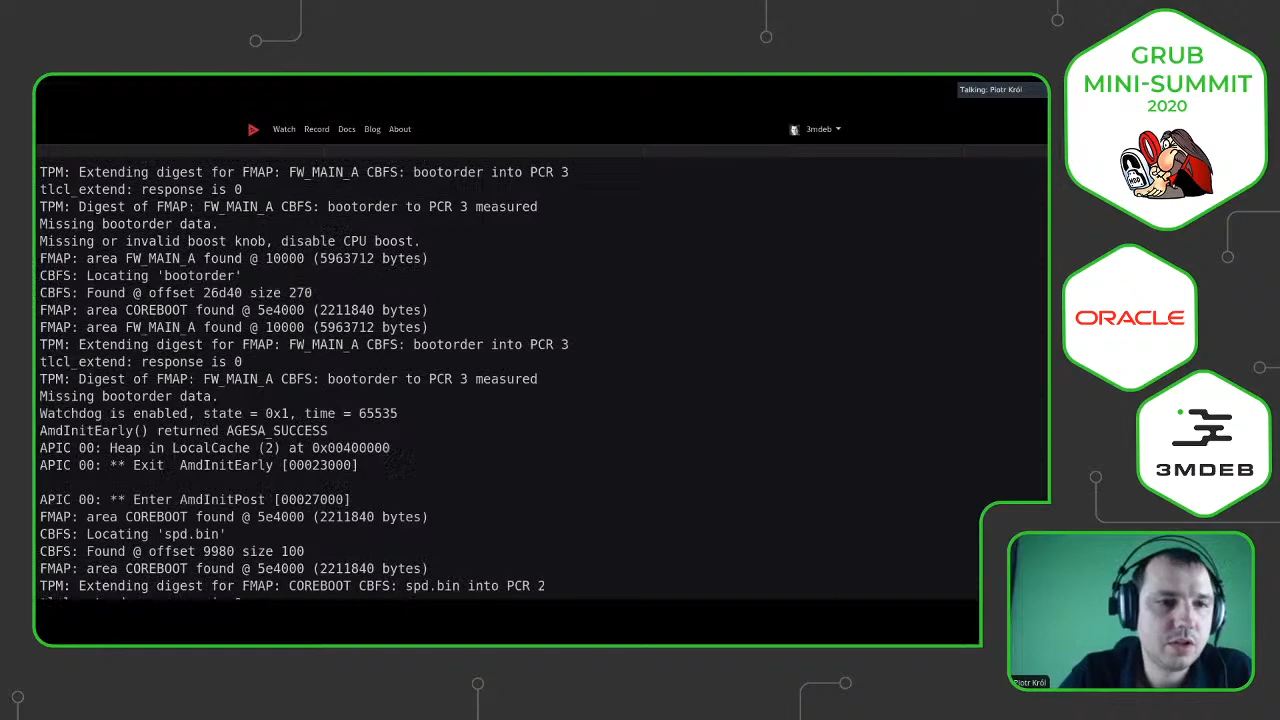 Talking: Piotr Król
Watch Record Docs Blog About
3mdeb
TPM: Extending digest for FMAP: FW_MAIN_A CBFS: bootorder into PCR 3
tlcl_extend: response is 0
TPM: Digest of FMAP: FW_MAIN_A CBFS: bootorder to PCR 3 measured
Missing bootorder data.
Missing or invalid boost knob, disable CPU boost.
FMAP: area FW_MAIN_A found @ 10000 (5963712 bytes)
CBFS: Locating 'bootorder'
CBFS: Found @ offset 26d40 size 270
FMAP: area COREBOOT found @ 5e4000 (2211840 bytes)
FMAP: area FW_MAIN_A found @ 10000 (5963712 bytes)
TPM: Extending digest for FMAP: FW_MAIN_A CBFS: bootorder into PCR 3
tlcl_extend: response is 0
TPM: Digest of FMAP: FW_MAIN_A CBFS: bootorder to PCR 3 measured
Missing bootorder data.
Watchdog is enabled, state = 0x1, time = 65535
AmdInitEarly() returned AGESA_SUCCESS
APIC 00: Heap in LocalCache (2) at 0x00400000
APIC 00: ** Exit  AmdInitEarly [00023000]
APIC 00: ** Enter AmdInitPost [00027000]
FMAP: area COREBOOT found @ 5e4000 (2211840 bytes)
CBFS: Locating 'spd.bin'
CBFS: Found @ offset 9980 size 100
FMAP: area COREBOOT found @ 5e4000 (2211840 bytes)
TPM: Extending digest for FMAP: COREBOOT CBFS: spd.bin into PCR 2
GRUB
MINI-SUMMIT
2020
ORACLE
3MDEB
Piotr Król